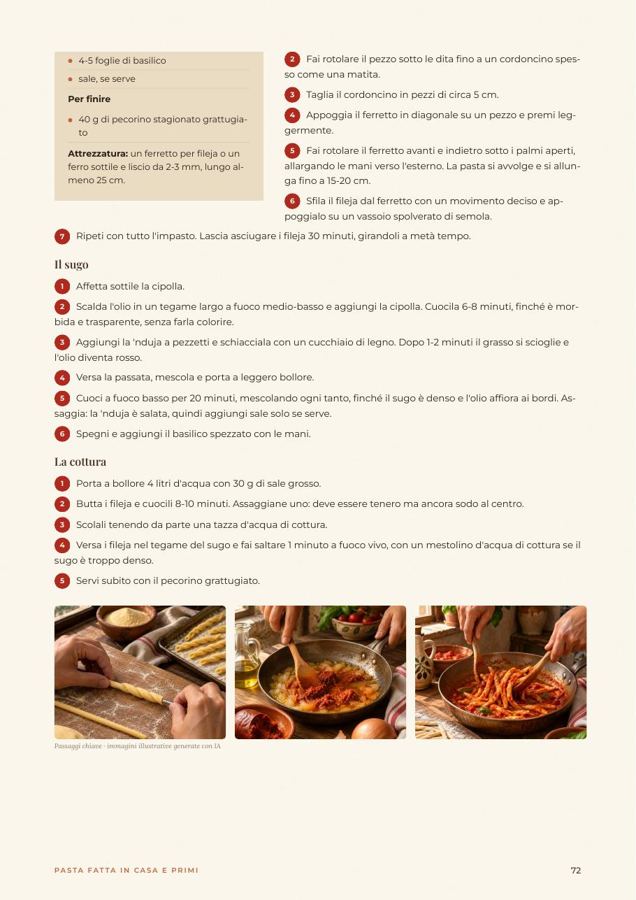 4-5 foglie di basilico
sale, se serve
Per finire
40 g di pecorino stagionato grattugia-
to
Attrezzatura: un ferretto per fileja o un
ferro sottile e liscio da 2-3 mm, lungo al-
meno 25 cm.
2 Fai rotolare il pezzo sotto le dita fino a un cordoncino spes-
so come una matita.
3 Taglia il cordoncino in pezzi di circa 5 cm.
4 Appoggia il ferretto in diagonale su un pezzo e premi leg-
germente.
5 Fai rotolare il ferretto avanti e indietro sotto i palmi aperti,
allargando le mani verso l'esterno. La pasta si avvolge e si allun-
ga fino a 15-20 cm.
6 Sfila il fileja dal ferretto con un movimento deciso e ap-
poggialo su un vassoio spolverato di semola.
7 Ripeti con tutto l'impasto. Lascia asciugare i fileja 30 minuti, girandoli a metà tempo.
Il sugo
1 Affetta sottile la cipolla.
2 Scalda l'olio in un tegame largo a fuoco medio-basso e aggiungi la cipolla. Cuocila 6-8 minuti, finché è mor-
bida e trasparente, senza farla colorire.
3 Aggiungi la 'nduja a pezzetti e schiacciala con un cucchiaio di legno. Dopo 1-2 minuti il grasso si scioglie e
l'olio diventa rosso.
4 Versa la passata, mescola e porta a leggero bollore.
5 Cuoci a fuoco basso per 20 minuti, mescolando ogni tanto, finché il sugo è denso e l'olio affiora ai bordi. As-
saggia: la 'nduja è salata, quindi aggiungi sale solo se serve.
6 Spegni e aggiungi il basilico spezzato con le mani.
La cottura
1 Porta a bollore 4 litri d'acqua con 30 g di sale grosso.
2 Butta i fileja e cuocili 8-10 minuti. Assaggiane uno: deve essere tenero ma ancora sodo al centro.
3 Scolali tenendo da parte una tazza d'acqua di cottura.
4 Versa i fileja nel tegame del sugo e fai saltare 1 minuto a fuoco vivo, con un mestolino d'acqua di cottura se il
sugo è troppo denso.
5 Servi subito con il pecorino grattugiato.
Passaggi chiave · immagini illustrative generate con IA
PASTA FATTA IN CASA E PRIMI
72